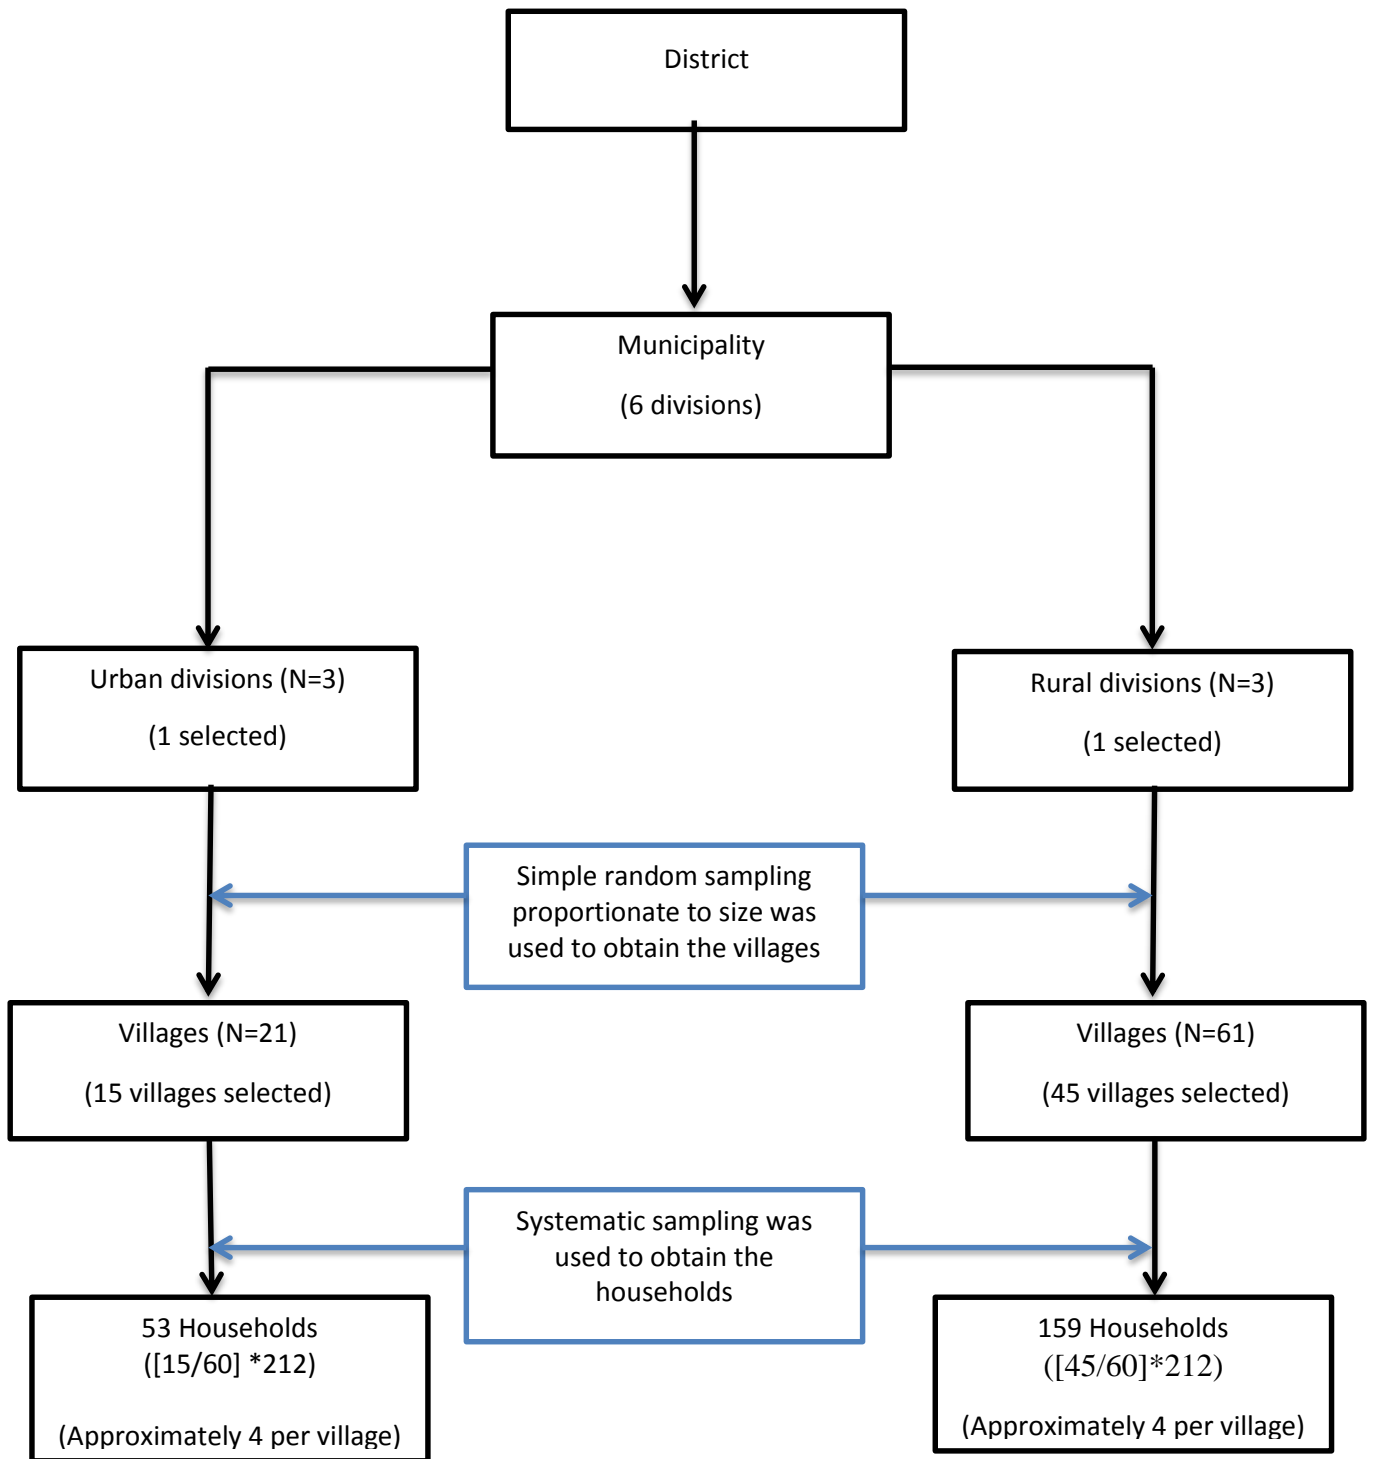 District
Municipality
(6 divisions)
Urban divisions (N=3)
(1 selected)
Rural divisions (N=3)
(1 selected)
Simple random sampling
proportionate to size was
used to obtain the villages
Villages (N=21)
(15 villages selected)
Villages (N=61)
(45 villages selected)
Systematic sampling was
used to obtain the
households
53 Households
([15/60] *212)
(Approximately 4 per village)
159 Households
([45/60]*212)
(Approximately 4 per village)